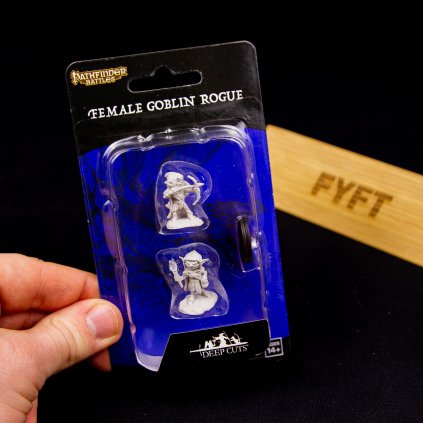 PATHFINDER
BATTLES
FEMALE GOBLIN ROGUE
FYFT
DEEP CUTS
AGES
14+